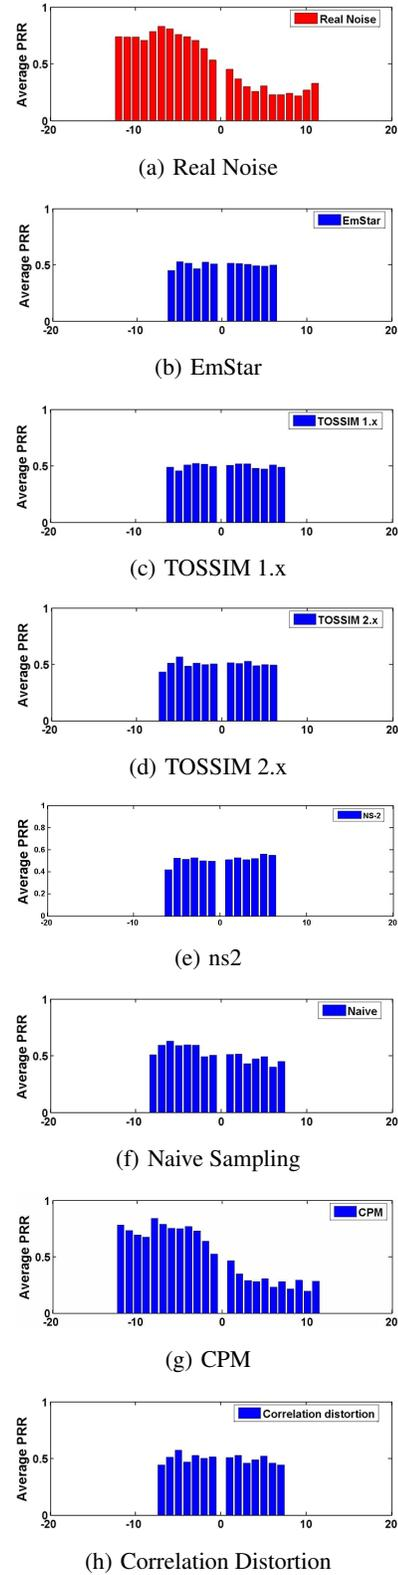 1
Real Noise
Average PRR
0.5
0
-20
-10
0
10
20
(a) Real Noise
1
EmStar
Average PRR
0.5
0
-20
-10
0
10
20
(b) EmStar
1
TOSSIM 1.x
Average PRR
0.5
0
-20
-10
0
10
20
(c) TOSSIM 1.x
1
TOSSIM 2.x
Average PRR
0.5
0
-20
-10
0
10
20
(d) TOSSIM 2.x
1
NS-2
0.8
Average PRR
0.6
0.4
0.2
0
-20
-10
0
10
20
(e) ns2
1
Naive
Average PRR
0.5
0
-20
-10
0
10
20
(f) Naive Sampling
1
CPM
Average PRR
0.5
0
-20
-10
0
10
20
(g) CPM
1
Correlation distortion
Average PRR
0.5
0
-20
-10
0
10
20
(h) Correlation Distortion